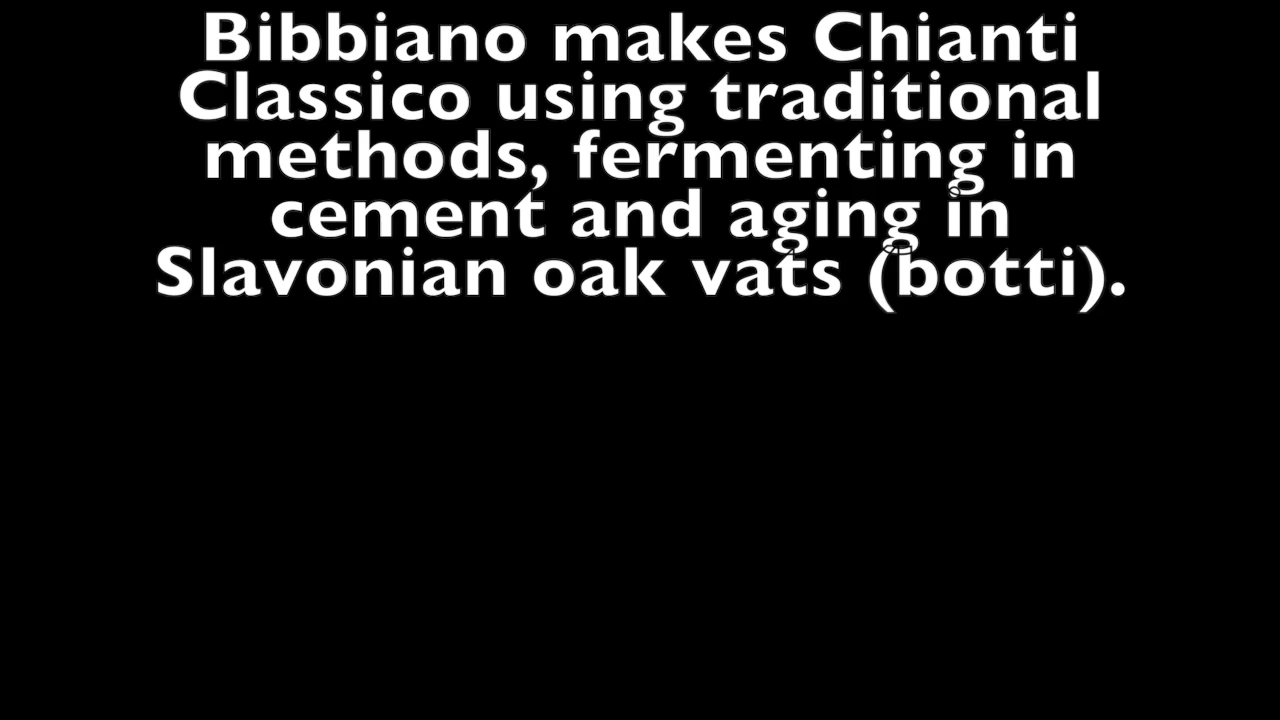 Bibbiano makes Chianti
Classico using traditional
methods, fermenting in
cement and aging in
Slavonian oak vats (botti).